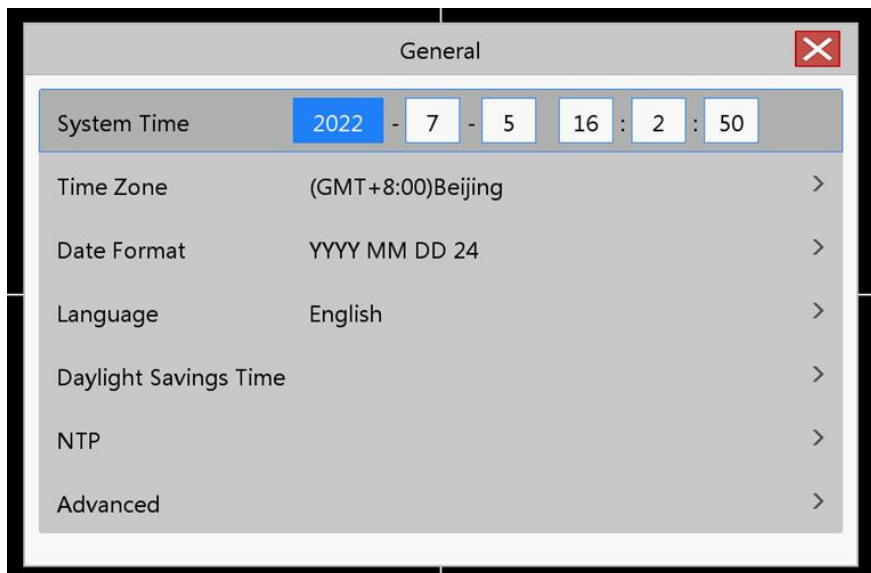 General
System Time 2022 - 7 - 5 16 : 2 : 50
Time Zone (GMT+8:00)Beijing
Date Format YYYY MM DD 24
Language English
Daylight Savings Time
NTP
Advanced